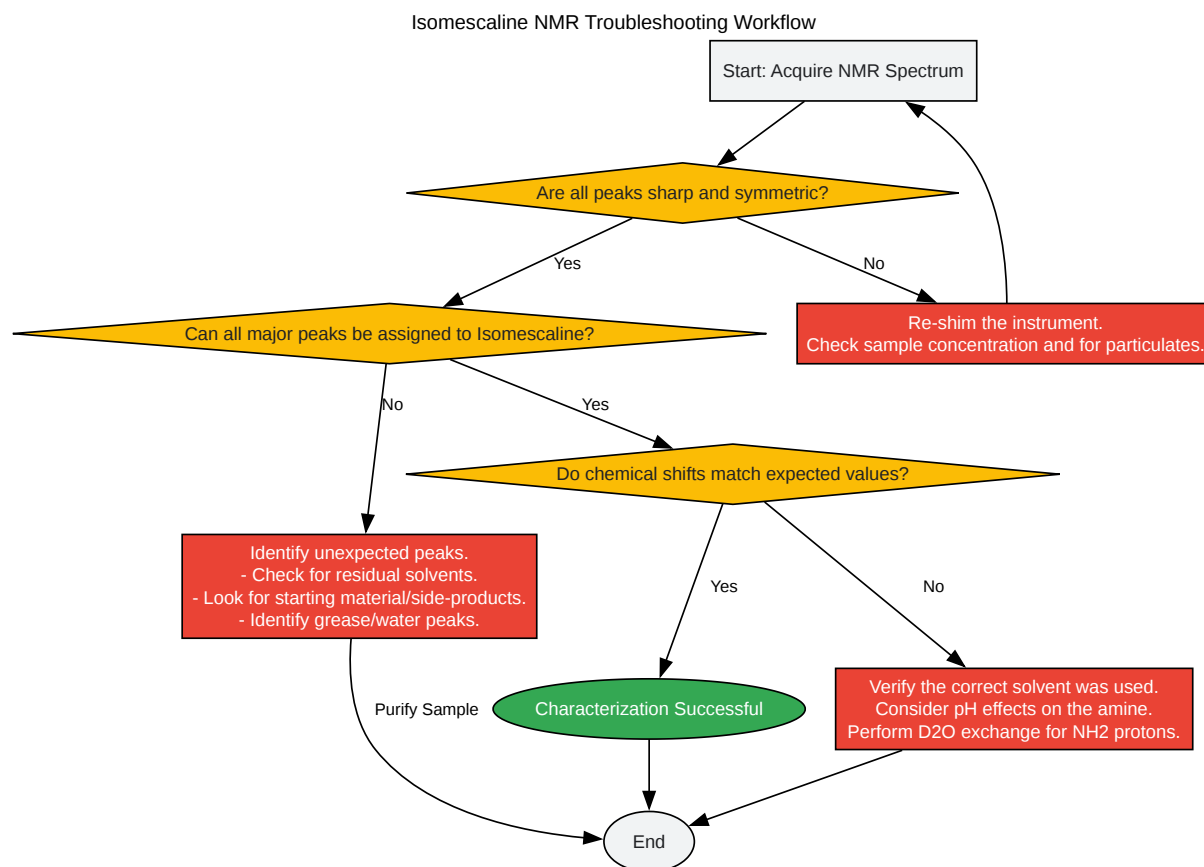 Isomescaline NMR Troubleshooting Workflow
Start: Acquire NMR Spectrum
Are all peaks sharp and symmetric?
Yes
No
Can all major peaks be assigned to Isomescaline?
Re-shim the instrument.
Check sample concentration and for particulates.
No
Yes
Do chemical shifts match expected values?
Identify unexpected peaks.
- Check for residual solvents.
- Look for starting material/side-products.
- Identify grease/water peaks.
Yes
No
Purify Sample
Characterization Successful
Verify the correct solvent was used.
Consider pH effects on the amine.
Perform D2O exchange for NH2 protons.
End